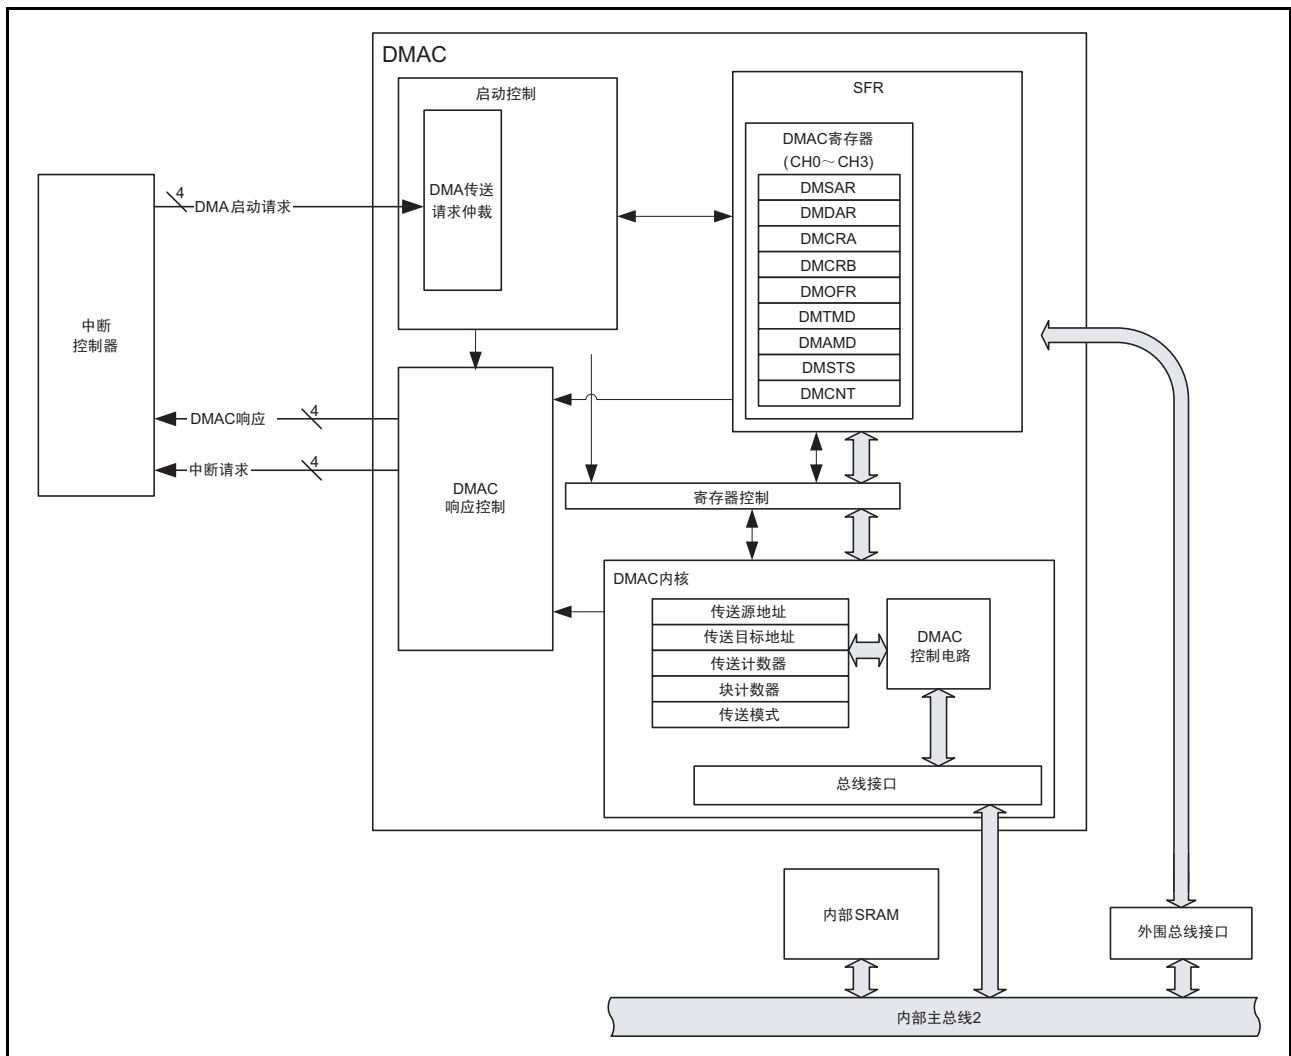 DMAC
启动控制
DMA传送
请求仲裁
SFR
DMAC寄存器
(CH0～CH3)
DMSAR
DMDAR
DMCRA
DMCRB
DMOFR
DMTMD
DMAMD
DMSTS
DMCNT
4
DMA启动请求
中断
控制器
DMAC响应
4
中断请求
4
DMAC
响应控制
寄存器控制
DMAC内核
传送源地址
传送目标地址
传送计数器
块计数器
传送模式
DMAC
控制电路
总线接口
内部SRAM
外围总线接口
内部主总线2